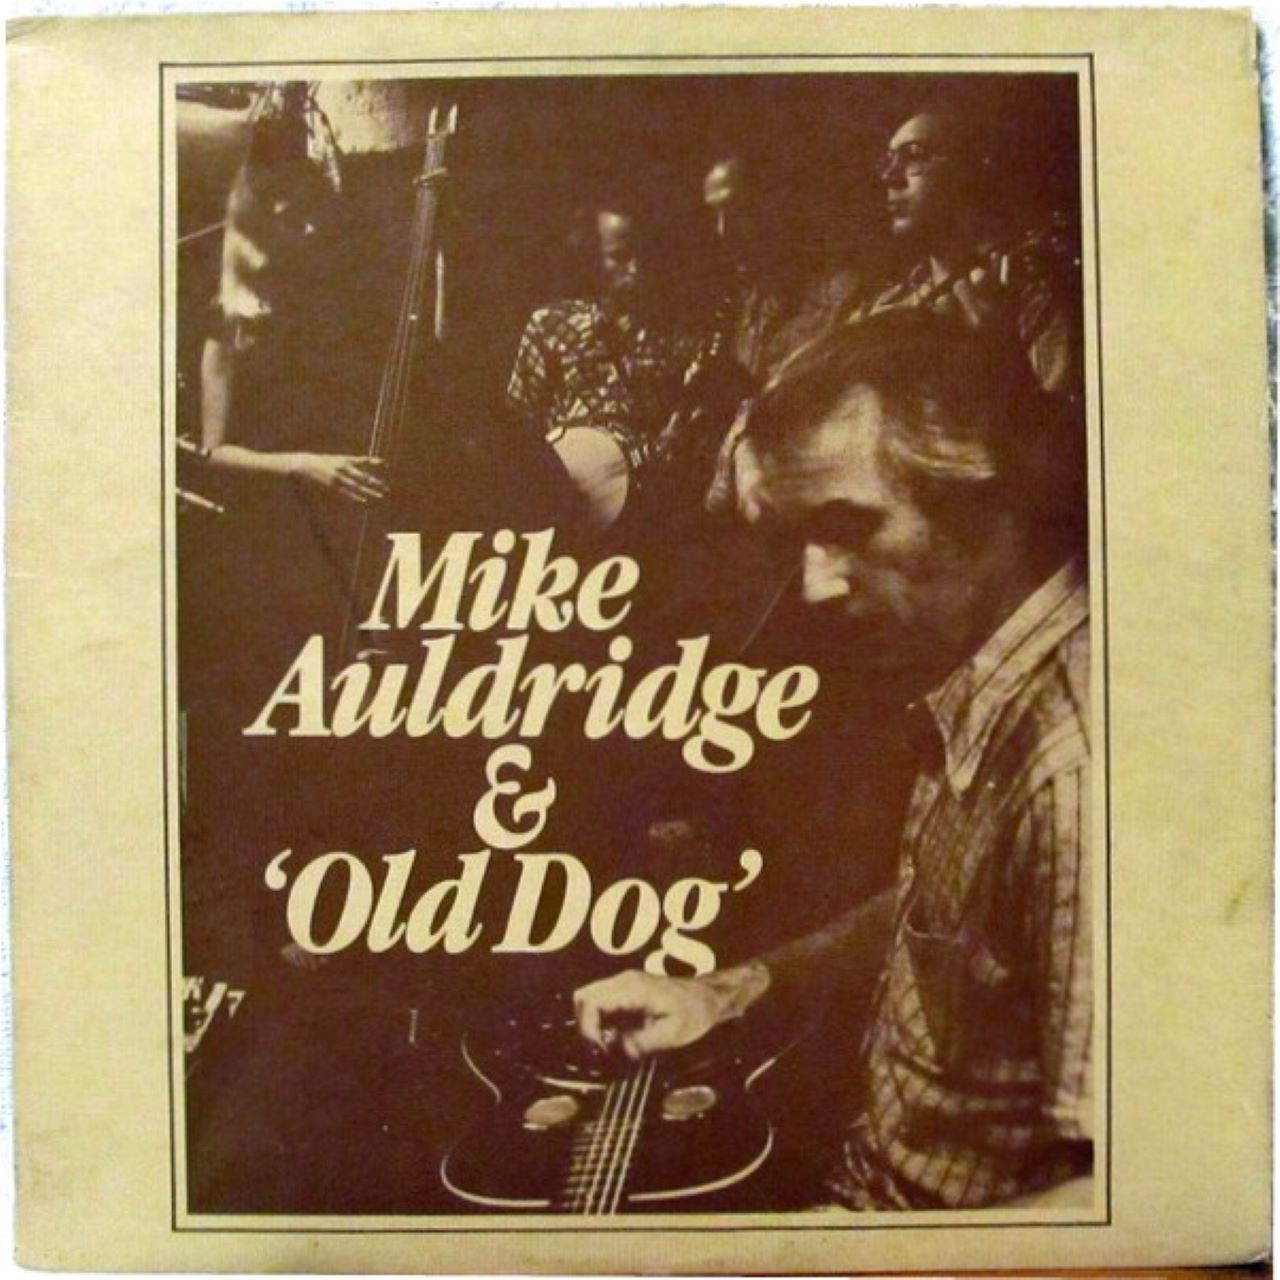 Mike
Auldridge
&
‘Old Dog’